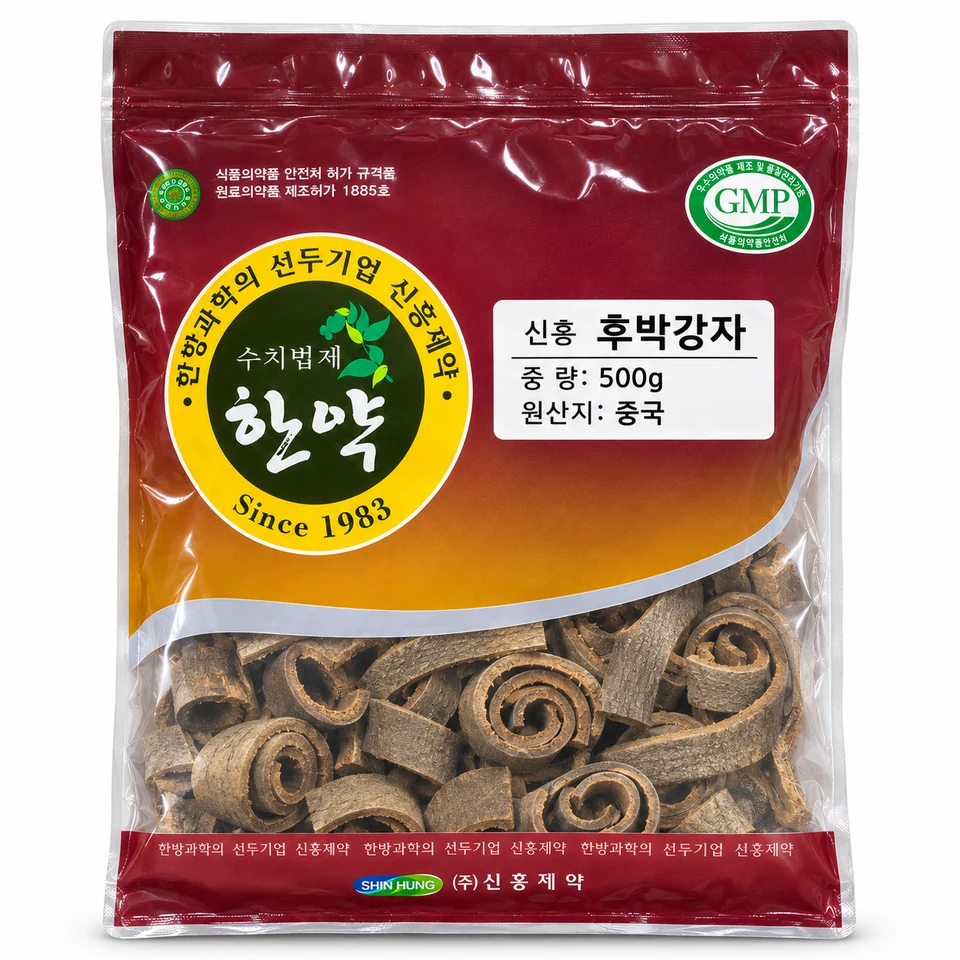 식품의약품 안전처 허가 규격품
원료의약품 제조허가 1885호
우수의약품 제조 및 품질관리기준
GMP
식품의약품안전처
• 한항과학의 선두기업 신흥제약 •
수치법제
한약
Since 1983
신홍 후박강자
중 량: 500g
원산지: 중국
한방과학의 선두기업 신흥제약 한방과학의 선두기업 신흥제약 한방과학의 선두기업 신흥제약
SHIN HUNG (주)신흥제약